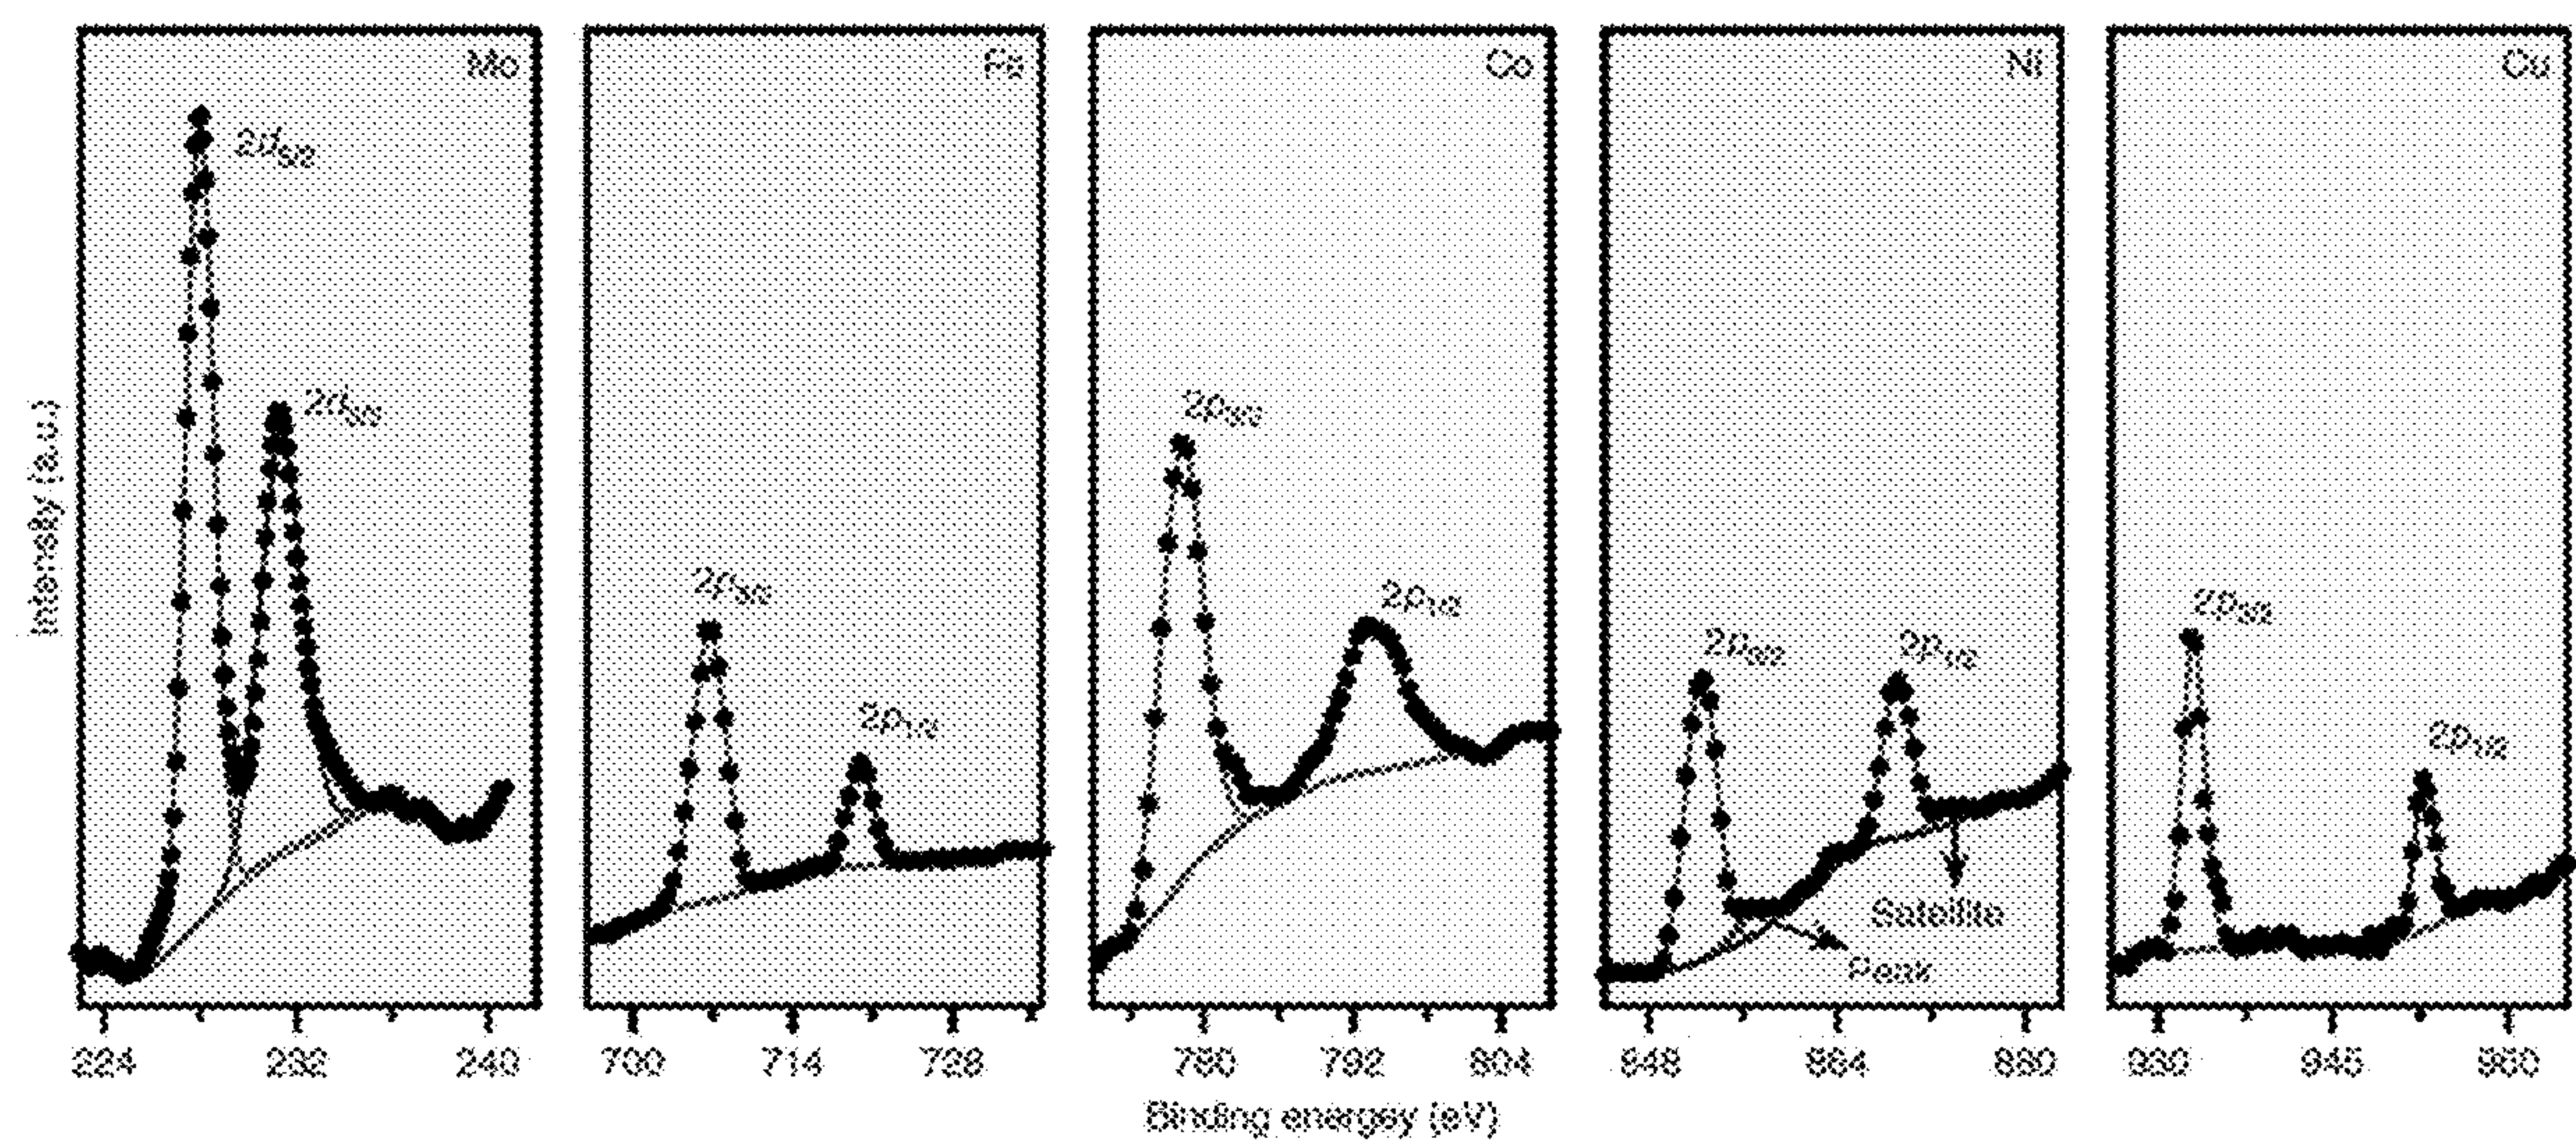 Mo
Fe
Co
Ni
Cu
Intensity (a.u.)
2d5/2
2d3/2
2p3/2
2p1/2
2p3/2
2p1/2
2p3/2
2p1/2
Satellite
Peak
2p3/2
2p1/2
224 232 240
700 714 728
780 792 804
848 864 880
930 945 960
Binding energsy (eV)